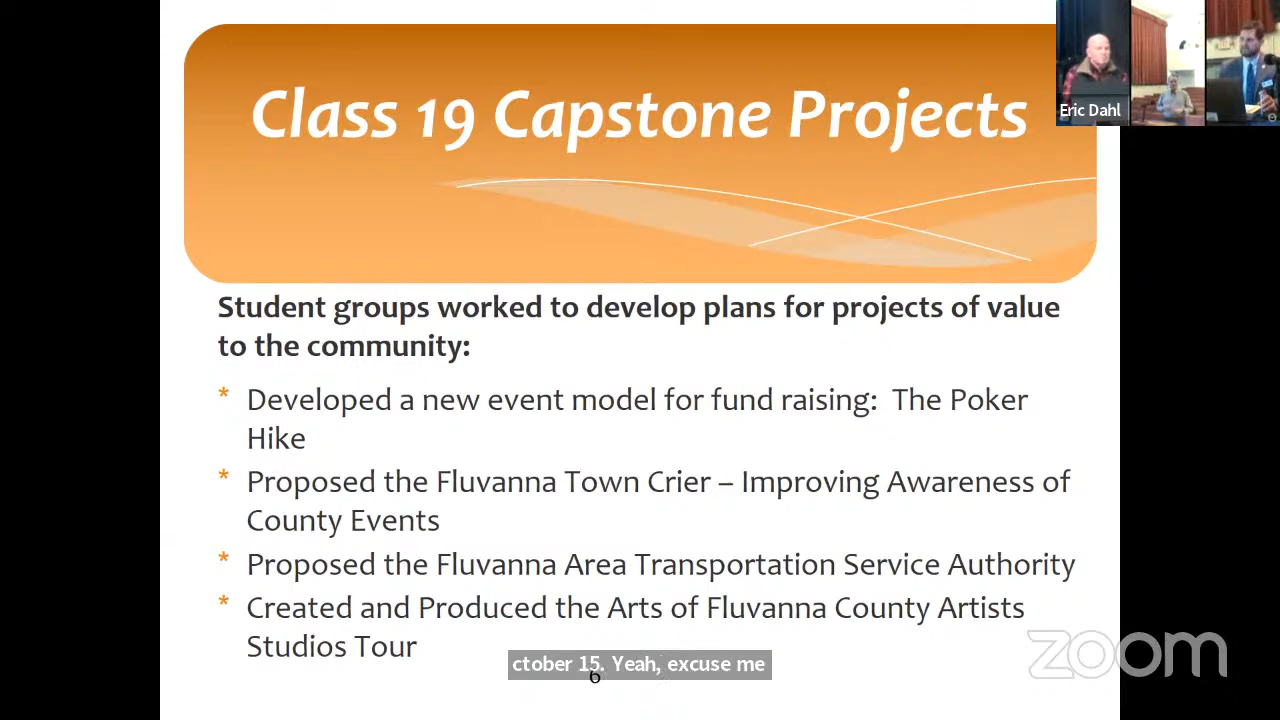 Class 19 Capstone Projects
Eric Dahl
Student groups worked to develop plans for projects of value
to the community:
* Developed a new event model for fund raising: The Poker
Hike
* Proposed the Fluvanna Town Crier – Improving Awareness of
County Events
* Proposed the Fluvanna Area Transportation Service Authority
* Created and Produced the Arts of Fluvanna County Artists
Studios Tour
ctober 15. Yeah, excuse me
6
zoom